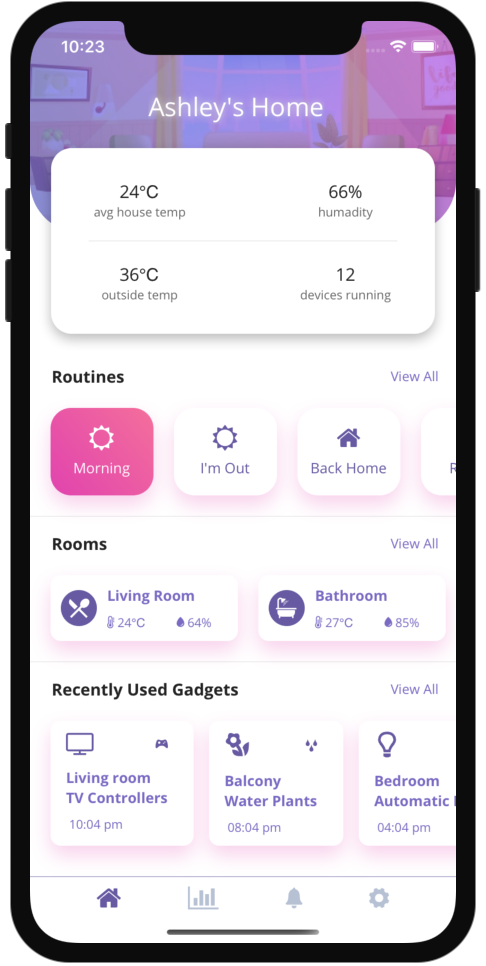 10:23
Ashley's Home
24°C
66%
avg house temp
humadity
36°C
12
outside temp
devices running
Routines
View All
Morning
I'm Out
Back Home
R
Rooms
View All
Living Room
24°C
64%
Bathroom
27°C
85%
Recently Used Gadgets
View All
Living room
TV Controllers
10:04 pm
Balcony
Water Plants
08:04 pm
Bedroom
Automatic
04:04 pm